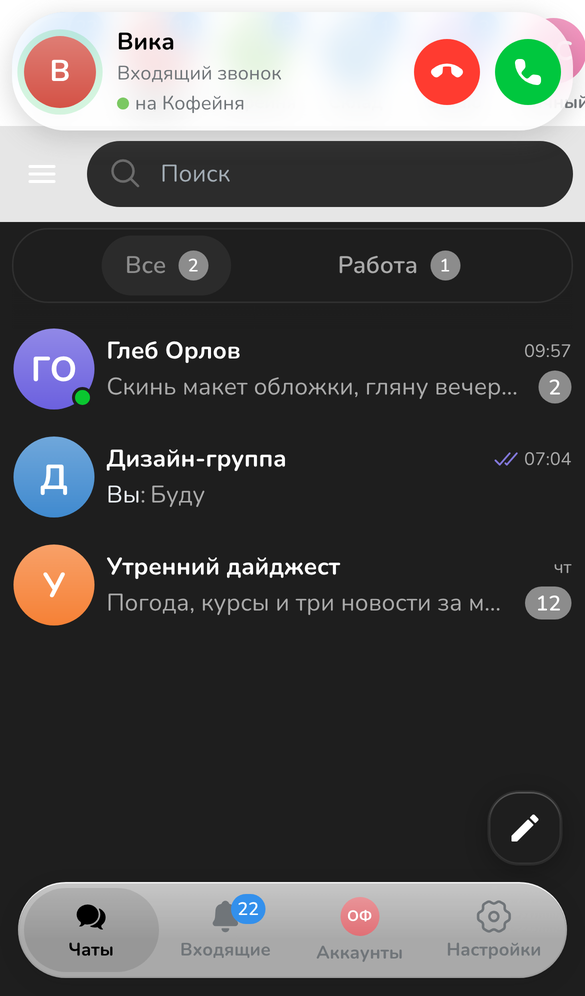 В
Вика
Входящий звонок
на Кофейня
Поиск
Все 2
Работа 1
ГО
Глеб Орлов 09:57
Скинь макет обложки, гляну вечер... 2
Д
Дизайн-группа 07:04
Вы: Буду
У
Утренний дайджест чт
Погода, курсы и три новости за м... 12
22
ОФ
Чаты Входящие Аккаунты Настройки